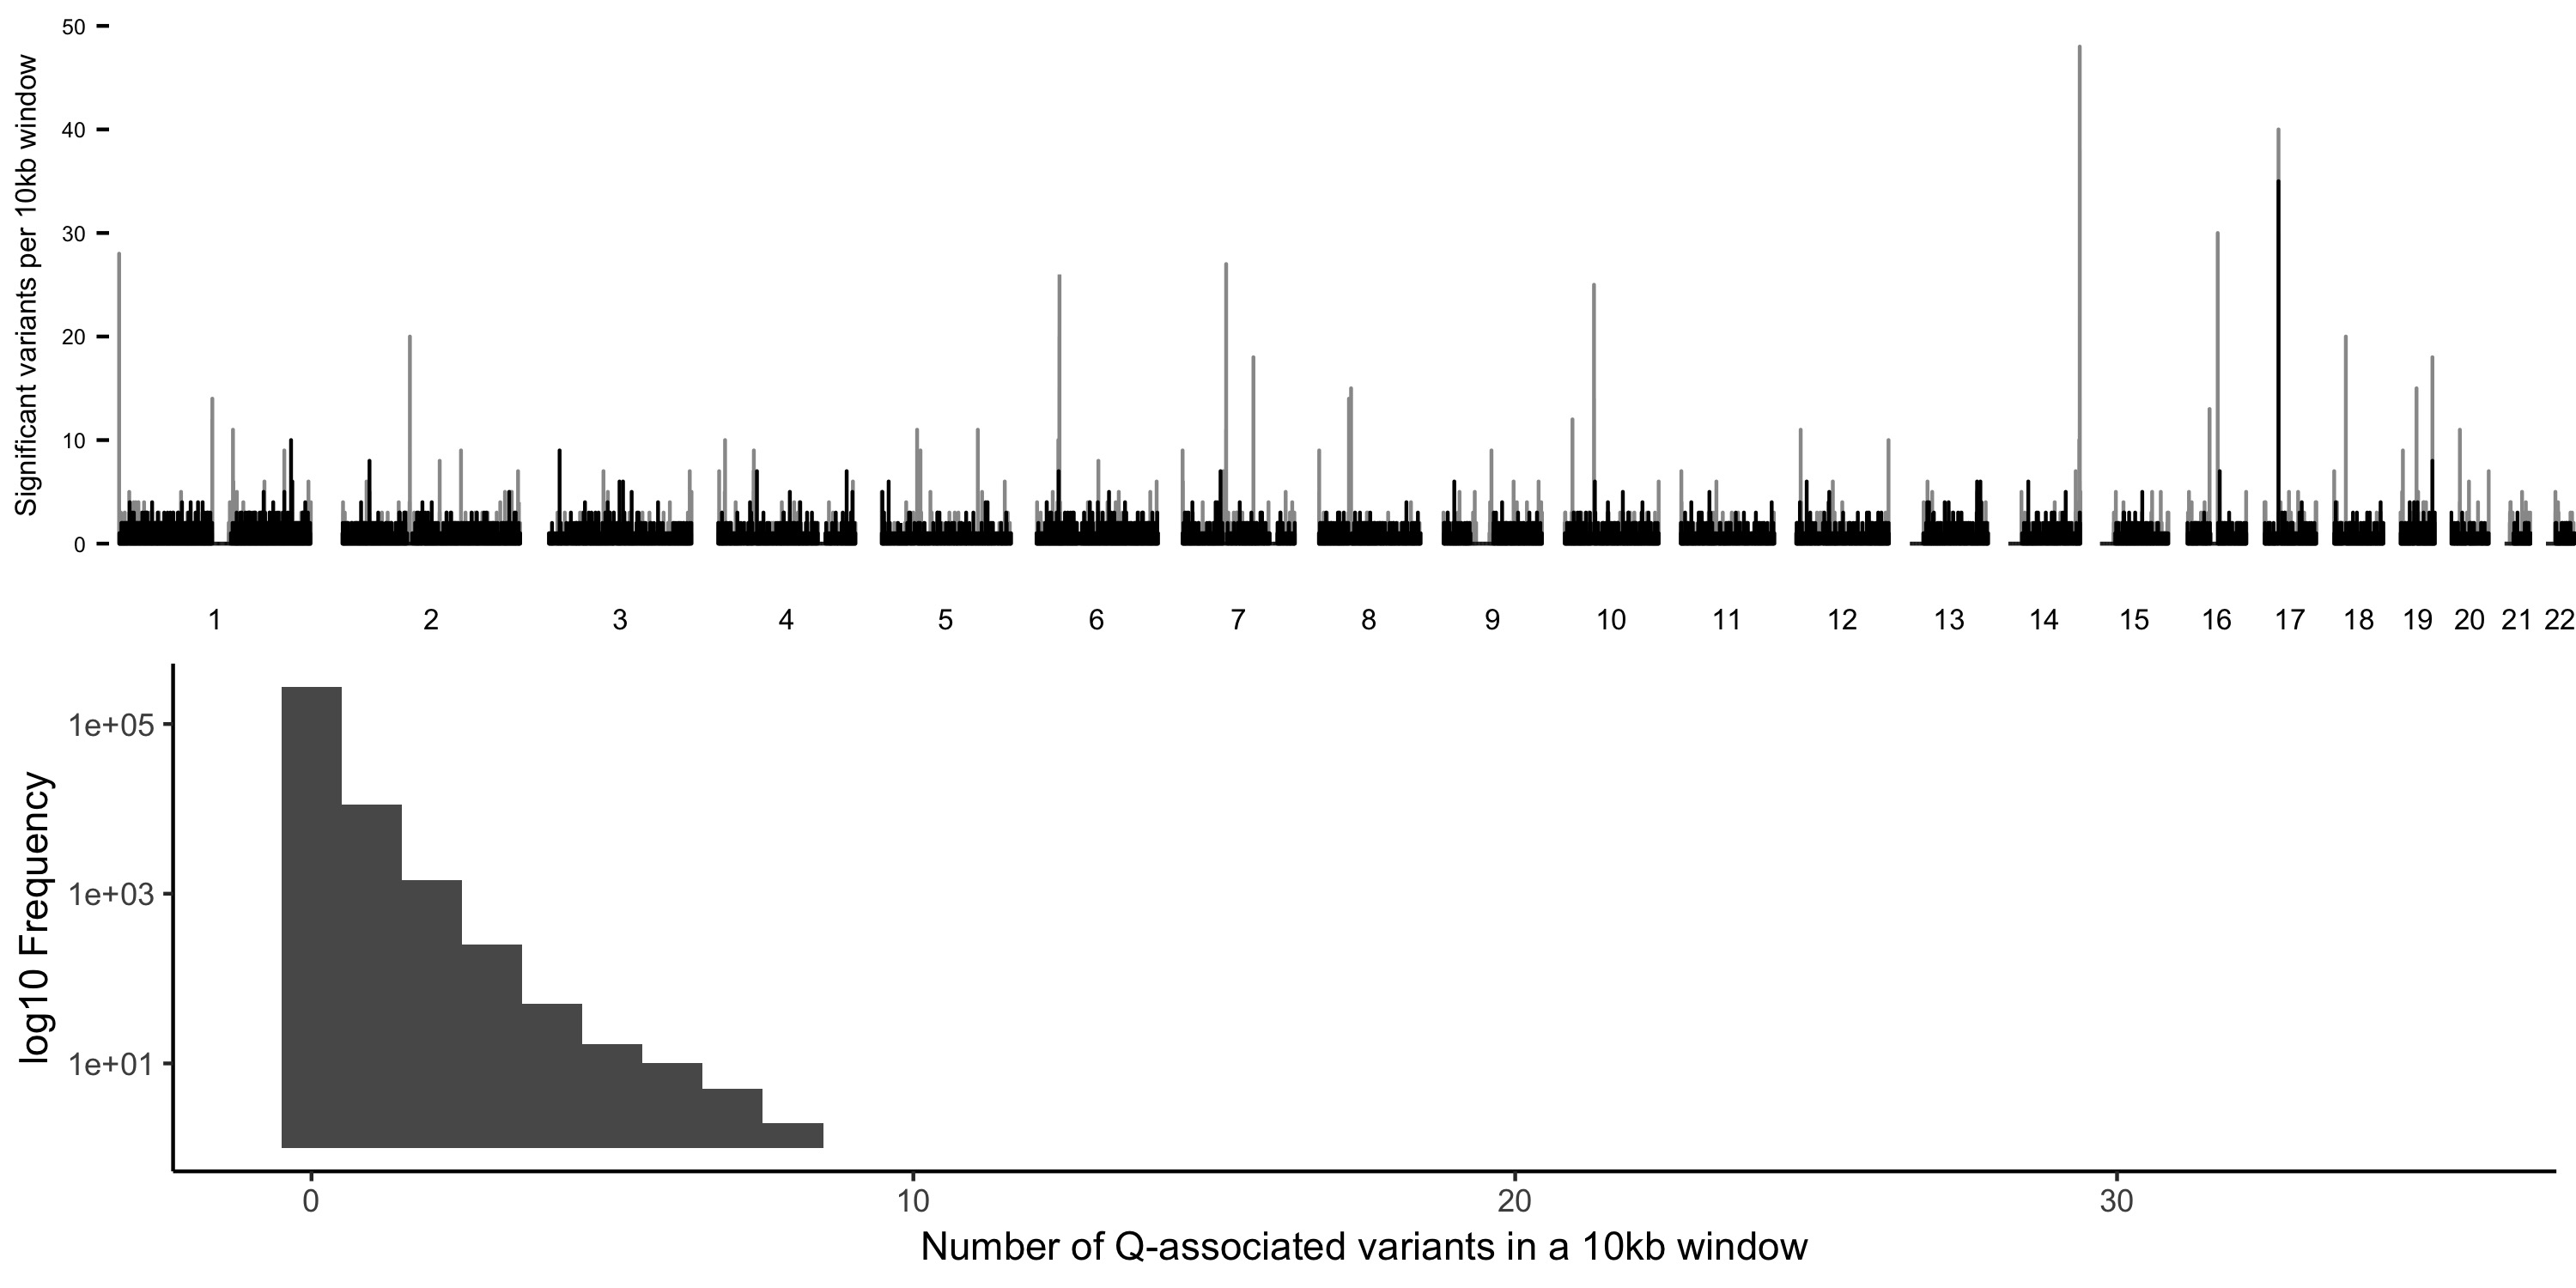 Significant variants per 10kb window
50
40
30
20
10
0
1 2 3 4 5 6 7 8 9 10 11 12 13 14 15 16 17 18 19 20 21 22
log10 Frequency
1e+05
1e+03
1e+01
0 10 20 30
Number of Q-associated variants in a 10kb window